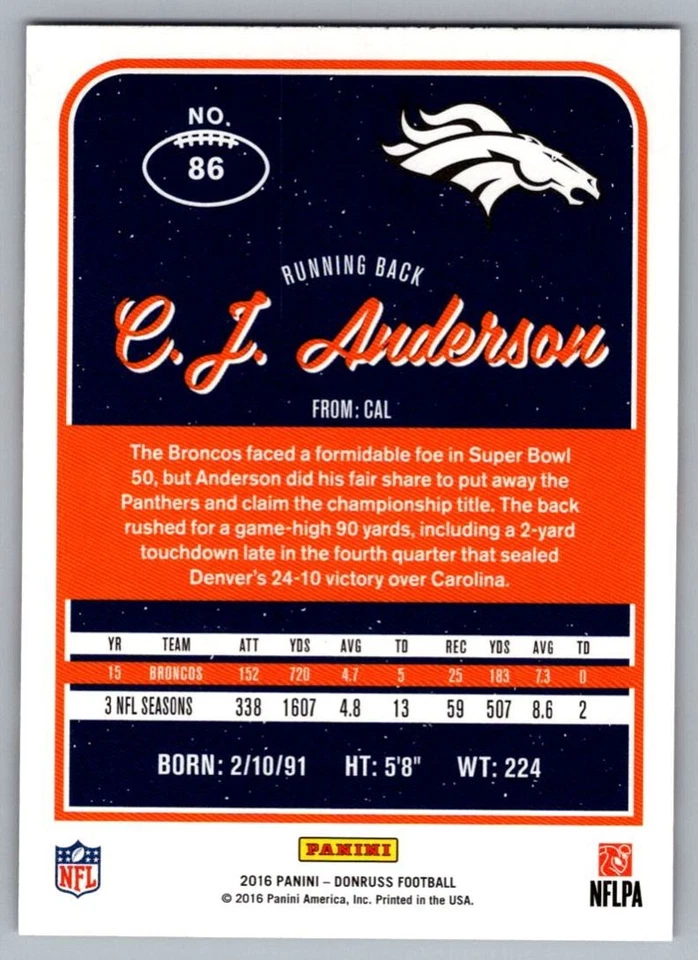 NO.
86
RUNNING BACK
C.J. Anderson
FROM: CAL
The Broncos faced a formidable foe in Super Bowl
50, but Anderson did his fair share to put away the
Panthers and claim the championship title. The back
rushed for a game-high 90 yards, including a 2-yard
touchdown late in the fourth quarter that sealed
Denver's 24-10 victory over Carolina.
YR TEAM ATT YDS AVG TD REC YDS AVG TD
15 BRONCOS 152 720 4.7 5 25 183 7.3 0
3 NFL SEASONS 338 1607 4.8 13 59 507 8.6 2
BORN: 2/10/91 HT: 5'8" WT: 224
PANINI
NFL
2016 PANINI – DONRUSS FOOTBALL
© 2016 Panini America, Inc. Printed in the USA.
NFLPA